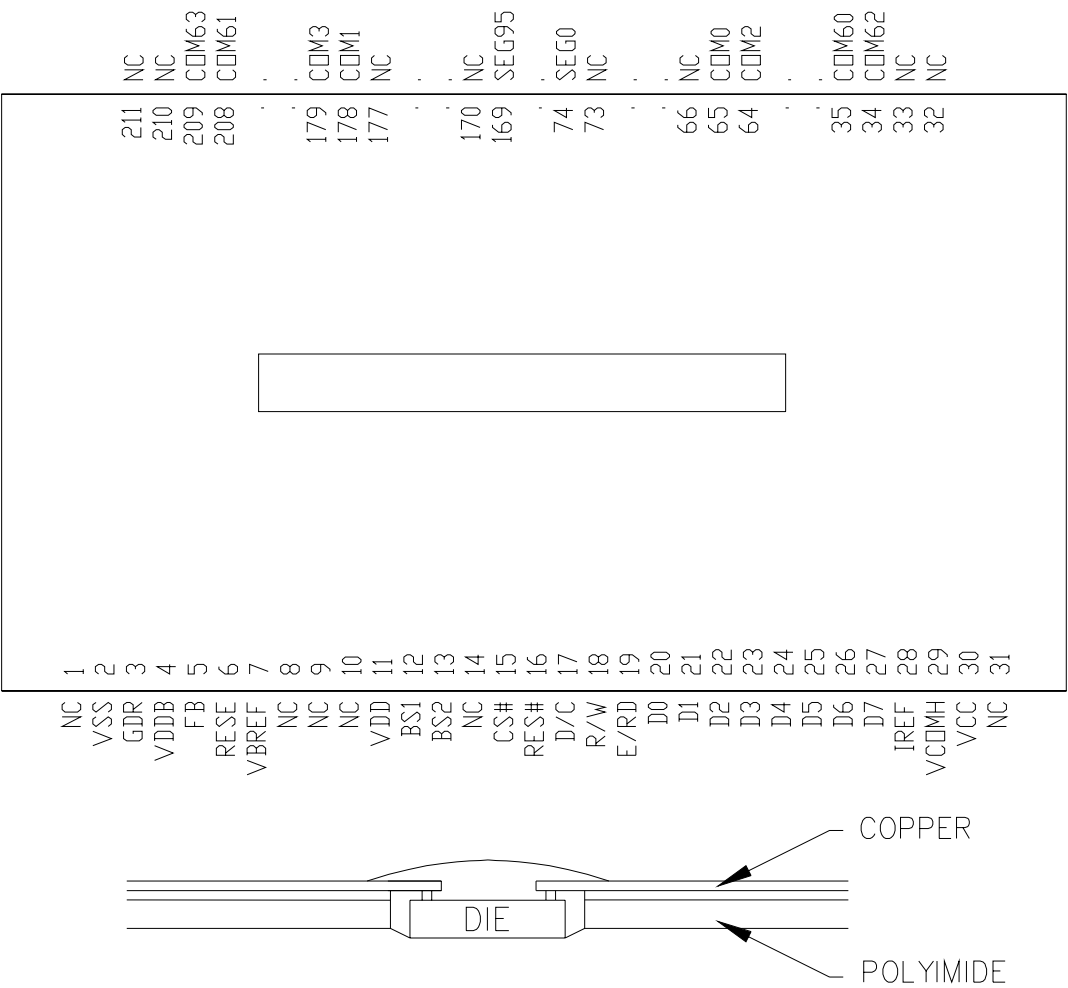 NC NC COM63 COM61 . . COM3 COM1 NC . . NC SEG95 . SEG0 NC . . NC COM0 COM2 . . COM60 COM62 NC NC
211 210 209 208 . . 179 178 177 . . 170 169 . 74 73 . . 66 65 64 . . 35 34 33 32
1 2 3 4 5 6 7 8 9 10 11 12 13 14 15 16 17 18 19 20 21 22 23 24 25 26 27 28 29 30 31
NC VSS GDR VDDB FB RESE VBREF NC NC NC VDD BS1 BS2 NC CS# RES# D/C R/W E/RD D0 D1 D2 D3 D4 D5 D6 D7 IREF VCOMH VCC NC
COPPER
DIE
POLYIMIDE